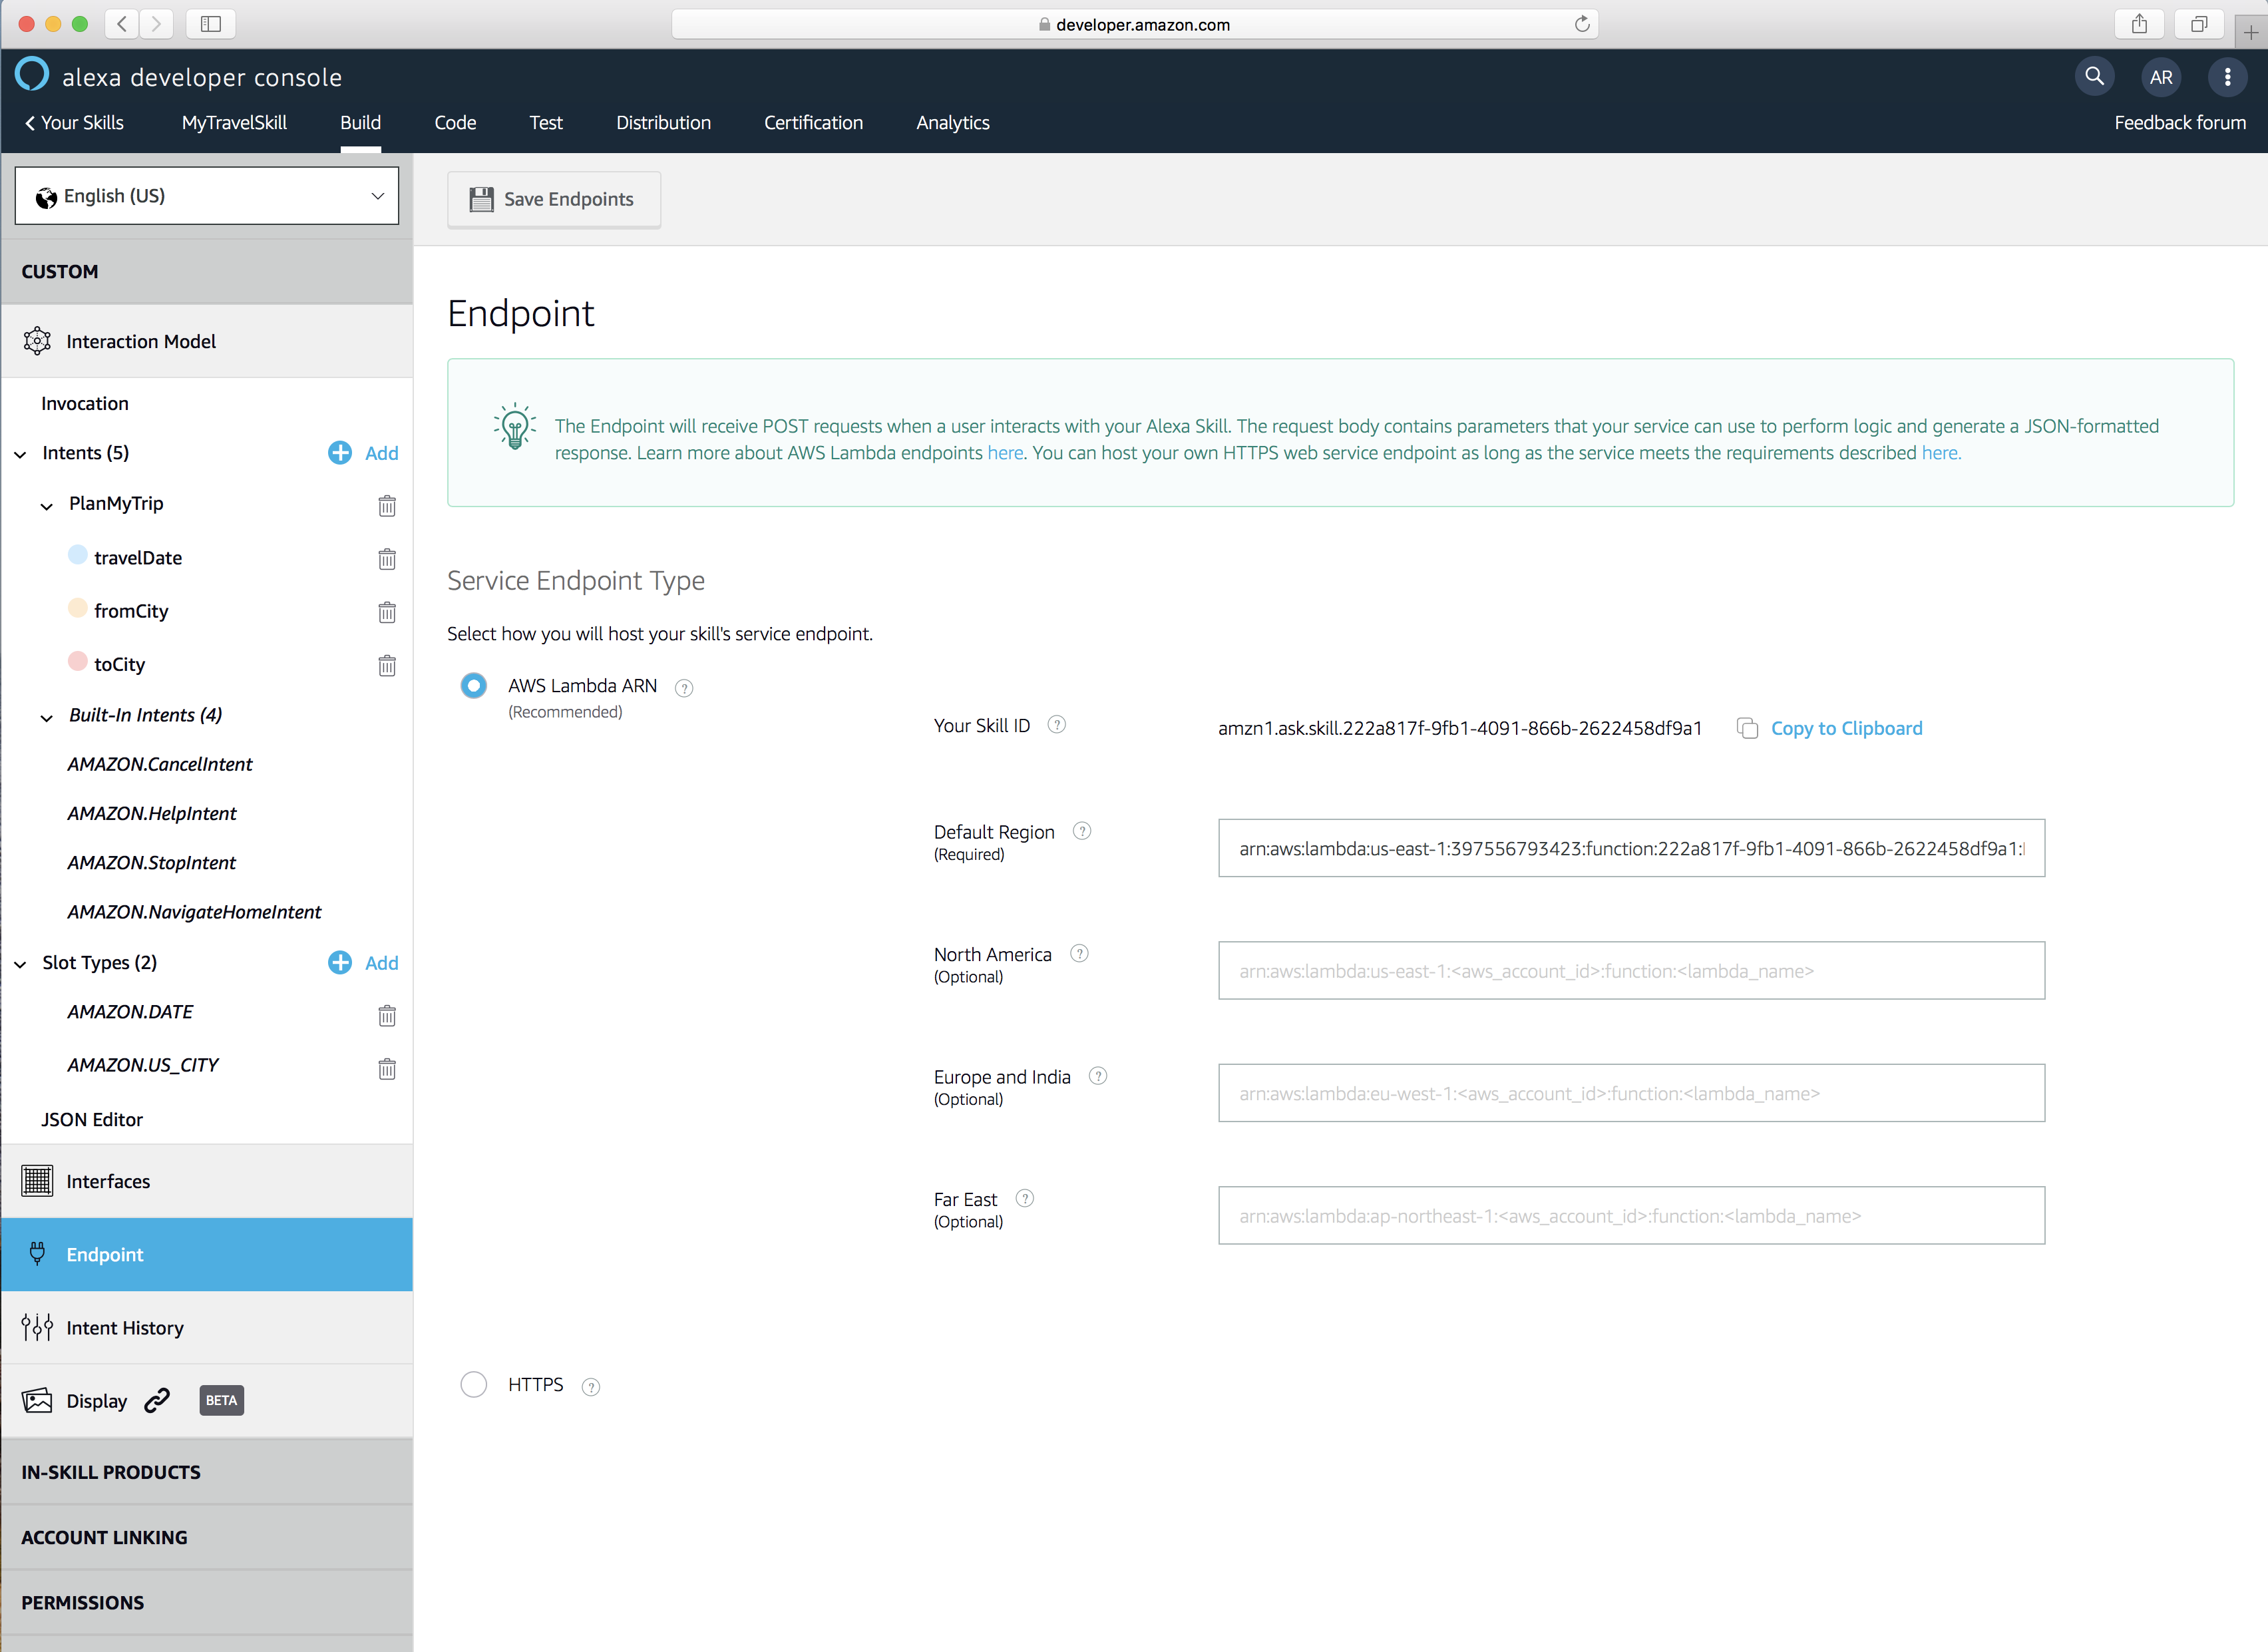 developer.amazon.com
alexa developer console
AR
Your Skills
MyTravelSkill
Build
Code
Test
Distribution
Certification
Analytics
Feedback forum
English (US)
Save Endpoints
CUSTOM
Interaction Model
Invocation
Intents (5)
Add
PlanMyTrip
travelDate
fromCity
toCity
Built-In Intents (4)
AMAZON.CancelIntent
AMAZON.HelpIntent
AMAZON.StopIntent
AMAZON.NavigateHomeIntent
Slot Types (2)
Add
AMAZON.DATE
AMAZON.US_CITY
JSON Editor
Interfaces
Endpoint
Intent History
Display
BETA
IN-SKILL PRODUCTS
ACCOUNT LINKING
PERMISSIONS
Endpoint
The Endpoint will receive POST requests when a user interacts with your Alexa Skill. The request body contains parameters that your service can use to perform logic and generate a JSON-formatted
response. Learn more about AWS Lambda endpoints here. You can host your own HTTPS web service endpoint as long as the service meets the requirements described here.
Service Endpoint Type
Select how you will host your skill's service endpoint.
AWS Lambda ARN ?
(Recommended)
Your Skill ID ?
amzn1.ask.skill.222a817f-9fb1-4091-866b-2622458df9a1
Copy to Clipboard
Default Region ?
(Required)
arn:aws:lambda:us-east-1:397556793423:function:222a817f-9fb1-4091-866b-2622458df9a1:
North America ?
(Optional)
arn:aws:lambda:us-east-1:<aws_account_id>:function:<lambda_name>
Europe and India ?
(Optional)
arn:aws:lambda:eu-west-1:<aws_account_id>:function:<lambda_name>
Far East ?
(Optional)
arn:aws:lambda:ap-northeast-1:<aws_account_id>:function:<lambda_name>
HTTPS ?